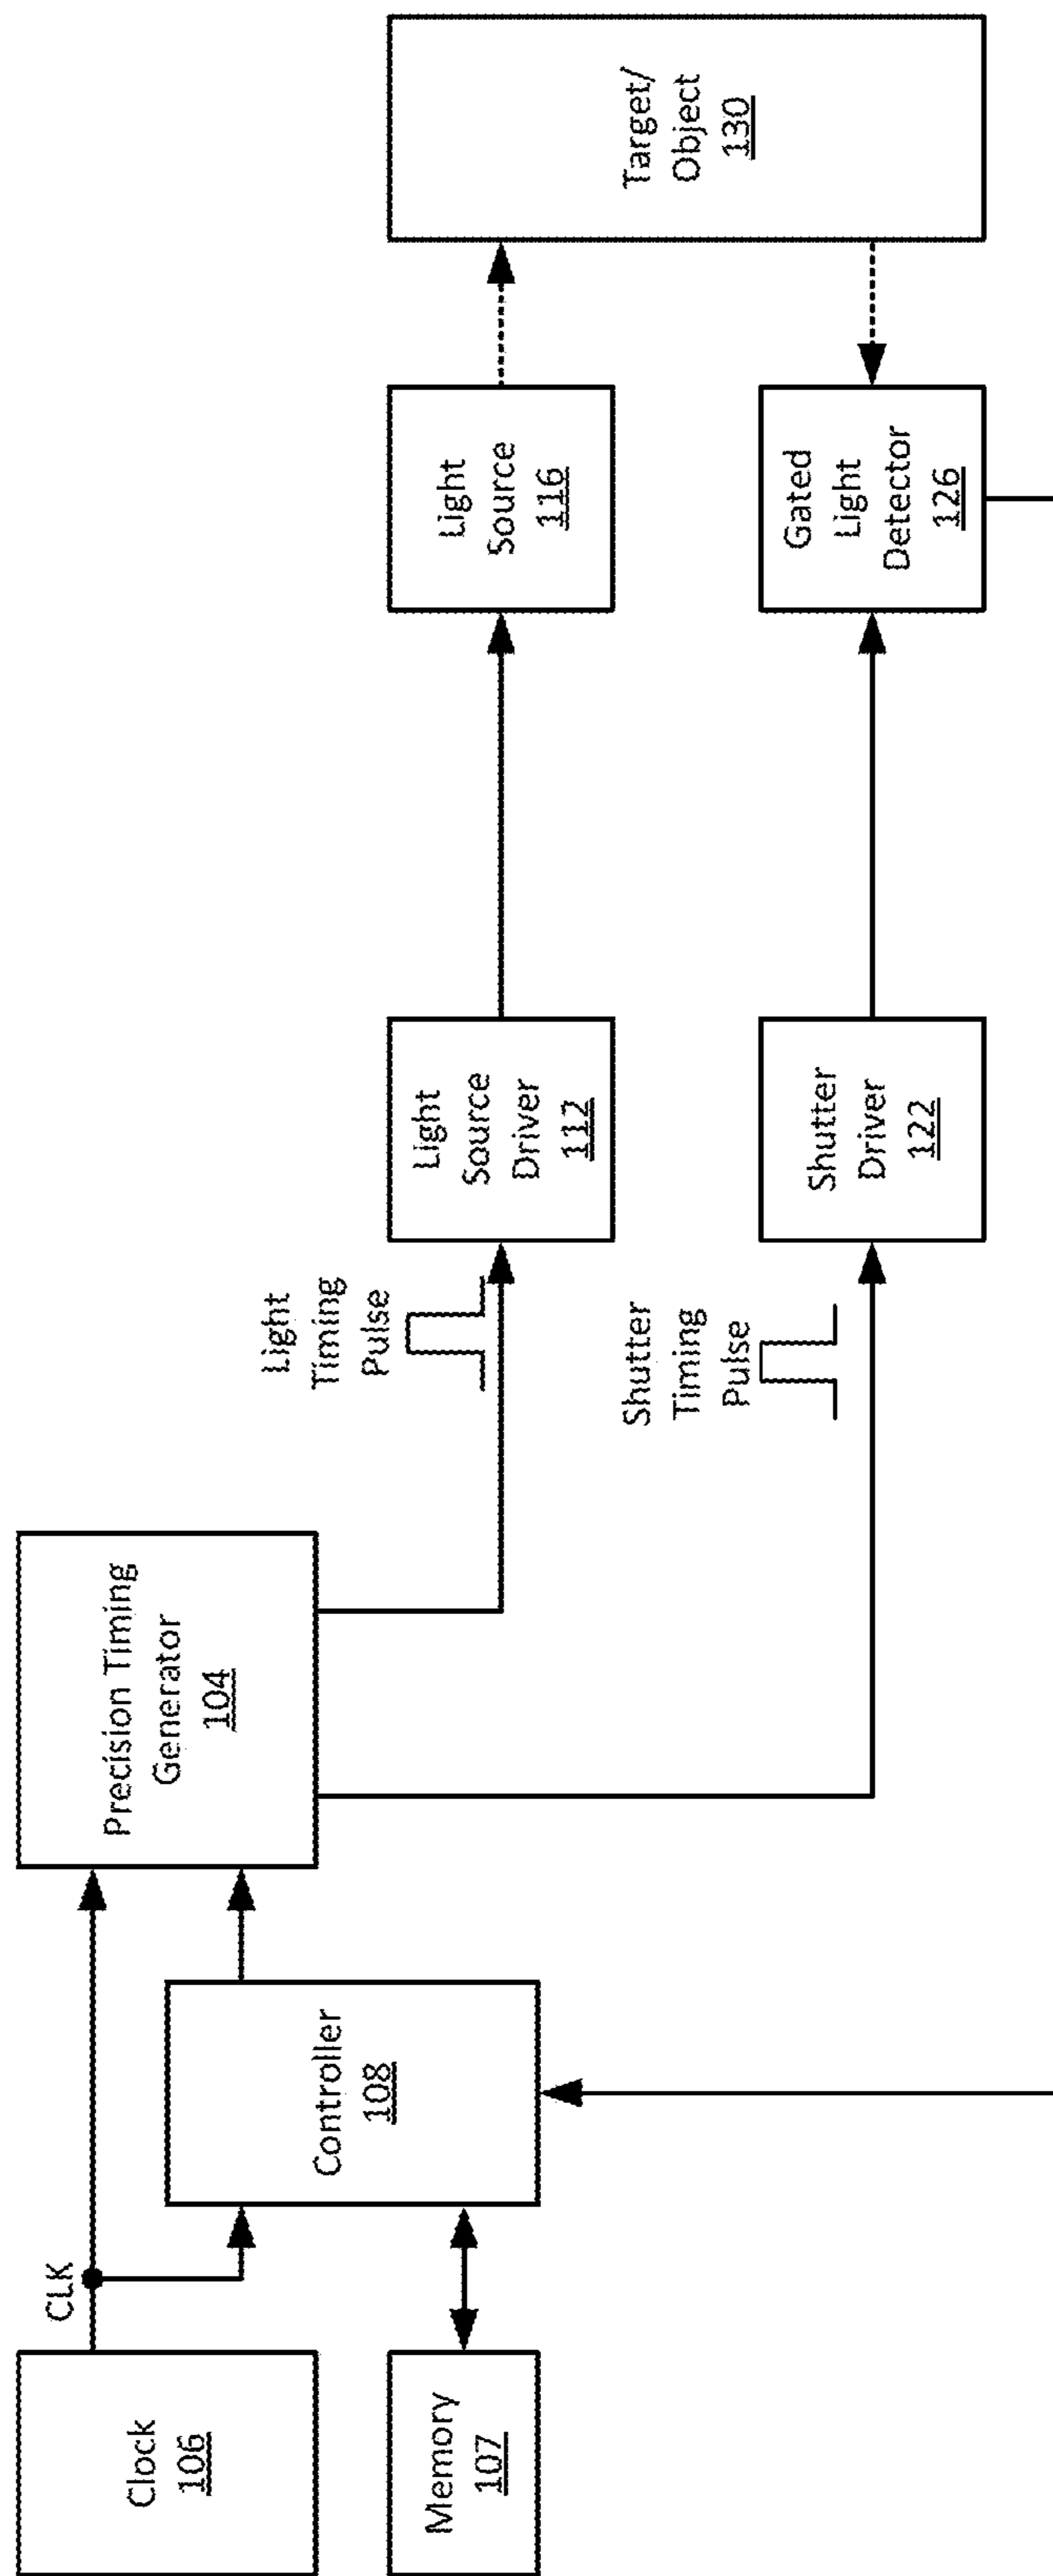 Clock
106
CLK
Memory
107
Controller
108
Precision Timing
Generator
104
Light
Timing
Pulse
Shutter
Timing
Pulse
Light
Source
Driver
112
Shutter
Driver
122
Light
Source
116
Gated
Light
Detector
126
Target/
Object
130